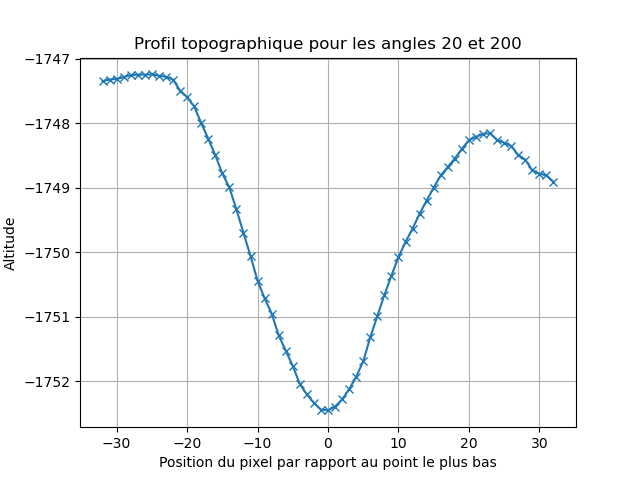 Profil topographique pour les angles 20 et 200
−1747
−1748
−1749
−1750
−1751
−1752
Altitude
−30 −20 −10 0 10 20 30
Position du pixel par rapport au point le plus bas